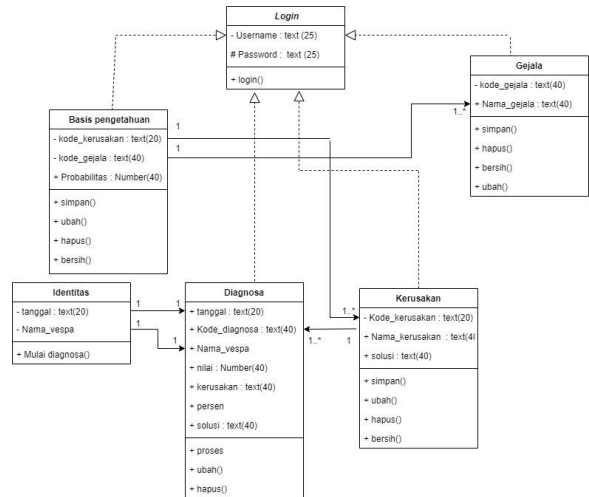 Login
- Username : text (25)
# Password : text (25)
+ login()
Gejala
- kode_gejala : text(40)
+ Nama_gejala : text(40)
+ simpan()
+ hapus()
+ bersih()
+ ubah()
1..*
Basis pengetahuan
- kode_kerusakan : text(20)
- kode_gejala : text(40)
+ Probabilitas : Number(40)
+ simpan()
+ ubah()
+ hapus()
+ bersih()
1
1
Identitas
- tanggal : text(20)
- Nama_vespa
+ Mulai diagnosa()
1
1
1
1
Diagnosa
+ tanggal : text(20)
+ Kode_diagnosa : text(40)
+ Nama_vespa
+ nilai : Number(40)
+ kerusakan : text(40)
+ persen
+ solusi : text(40)
+ proses
+ ubah()
+ hapus()
1..*
1..*
1
Kerusakan
- Kode_kerusakan : text(20)
+ Nama_kerusakan : text(4(
+ solusi : text(40)
+ simpan()
+ ubah()
+ hapus()
+ bersih()